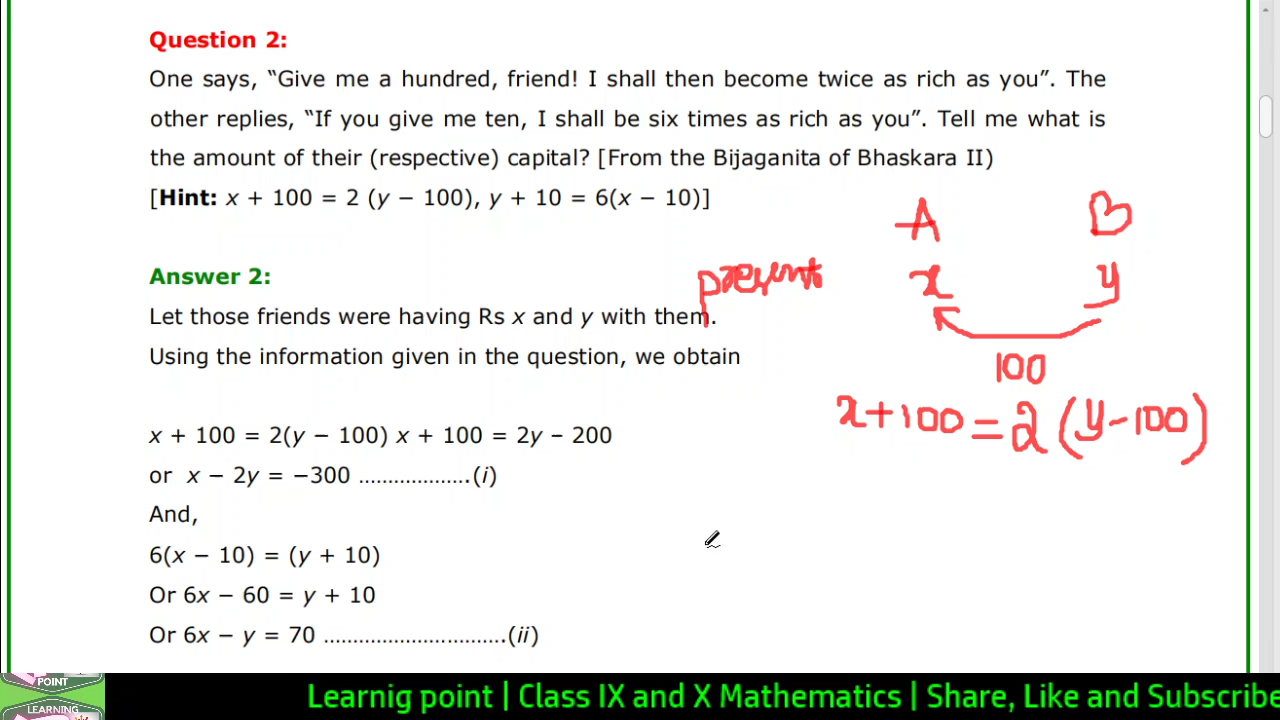 Question 2:
One says, “Give me a hundred, friend! I shall then become twice as rich as you”. The
other replies, “If you give me ten, I shall be six times as rich as you”. Tell me what is
the amount of their (respective) capital? [From the Bijaganita of Bhaskara II)
[Hint: x + 100 = 2 (y − 100), y + 10 = 6(x − 10)]
A B
Answer 2:
present x y
Let those friends were having Rs x and y with them.
Using the information given in the question, we obtain
100
x+100=2(y-100)
x + 100 = 2(y − 100) x + 100 = 2y – 200
or x − 2y = −300 ...................(i)
And,
6(x − 10) = (y + 10)
Or 6x − 60 = y + 10
Or 6x − y = 70 ...............................(ii)
POINT
LEARNING
Learnig point | Class IX and X Mathematics | Share, Like and Subscribe